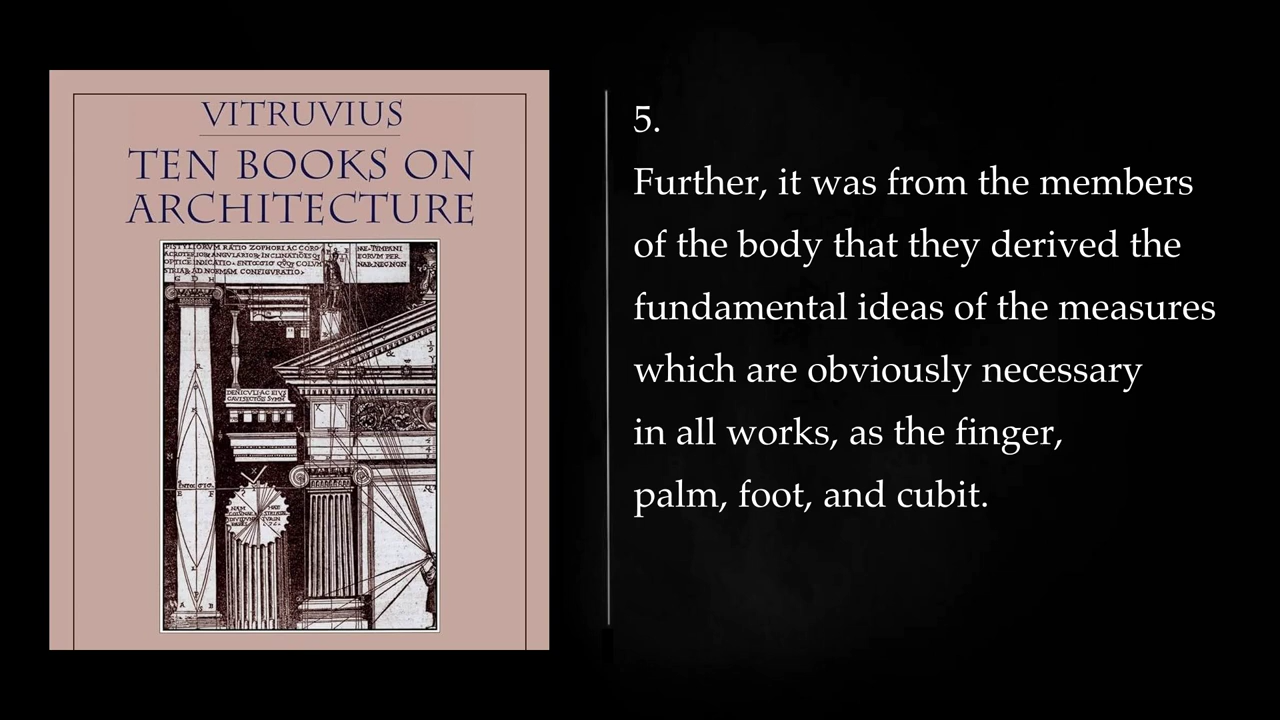 VITRUVIUS
TEN BOOKS ON
ARCHITECTURE
5.
Further, it was from the members
of the body that they derived the
fundamental ideas of the measures
which are obviously necessary
in all works, as the finger,
palm, foot, and cubit.